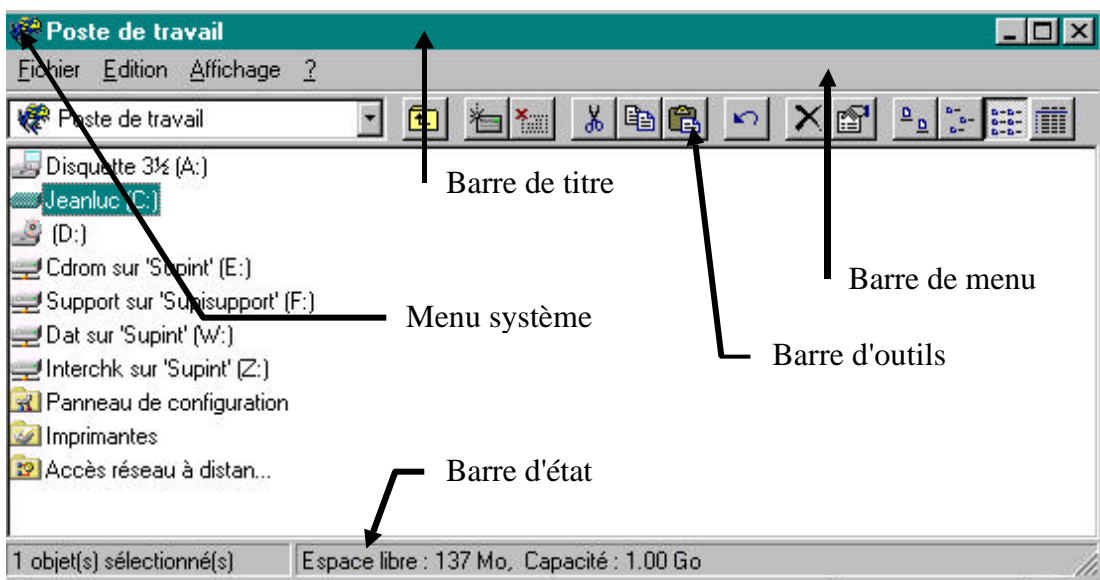 Poste de travail
Fichier Edition Affichage ?
Poste de travail
Disquette 3½ (A:)
Barre de titre
Jeanluc (C:)
(D:)
Cdrom sur 'Supint' (E:)
Barre de menu
Support sur 'Supisupport' (F:)
Menu système
Dat sur 'Supint' (W:)
Barre d'outils
Interchk sur 'Supint' (Z:)
Panneau de configuration
Imprimantes
Accès réseau à distan...
Barre d'état
1 objet(s) sélectionné(s)
Espace libre : 137 Mo, Capacité : 1.00 Go